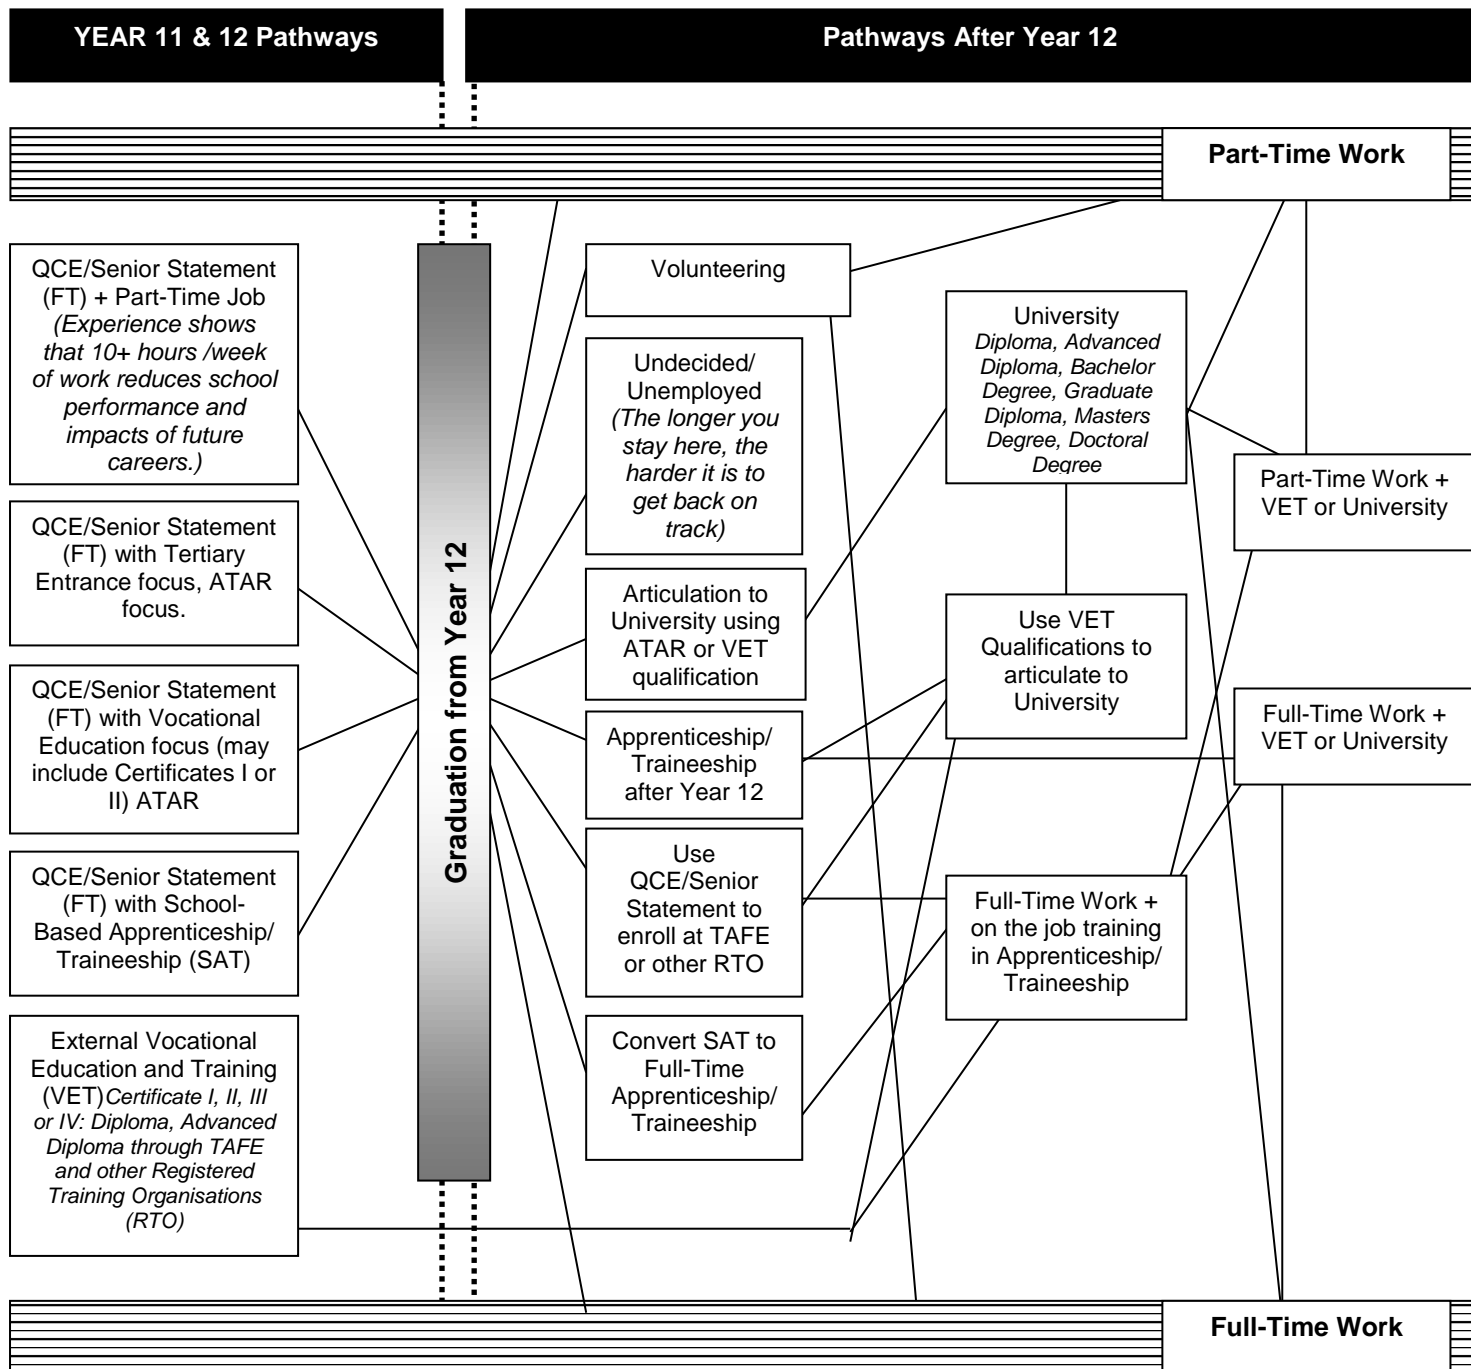 YEAR 11 & 12 Pathways
Pathways After Year 12
Part-Time Work
QCE/Senior Statement
(FT) + Part-Time Job
(Experience shows
that 10+ hours /week
of work reduces school
performance and
impacts of future
careers.)
QCE/Senior Statement
(FT) with Tertiary
Entrance focus, ATAR
focus.
QCE/Senior Statement
(FT) with Vocational
Education focus (may
include Certificates I or
II) ATAR
QCE/Senior Statement
(FT) with School-
Based Apprenticeship/
Traineeship (SAT)
External Vocational
Education and Training
(VET)Certificate I, II, III
or IV: Diploma, Advanced
Diploma through TAFE
and other Registered
Training Organisations
(RTO)
Graduation from Year 12
Volunteering
Undecided/
Unemployed
(The longer you
stay here, the
harder it is to
get back on
track)
Articulation to
University using
ATAR or VET
qualification
Apprenticeship/
Traineeship
after Year 12
Use
QCE/Senior
Statement to
enroll at TAFE
or other RTO
Convert SAT to
Full-Time
Apprenticeship/
Traineeship
University
Diploma, Advanced
Diploma, Bachelor
Degree, Graduate
Diploma, Masters
Degree, Doctoral
Degree
Use VET
Qualifications to
articulate to
University
Full-Time Work +
on the job training
in Apprenticeship/
Traineeship
Part-Time Work +
VET or University
Full-Time Work +
VET or University
Full-Time Work